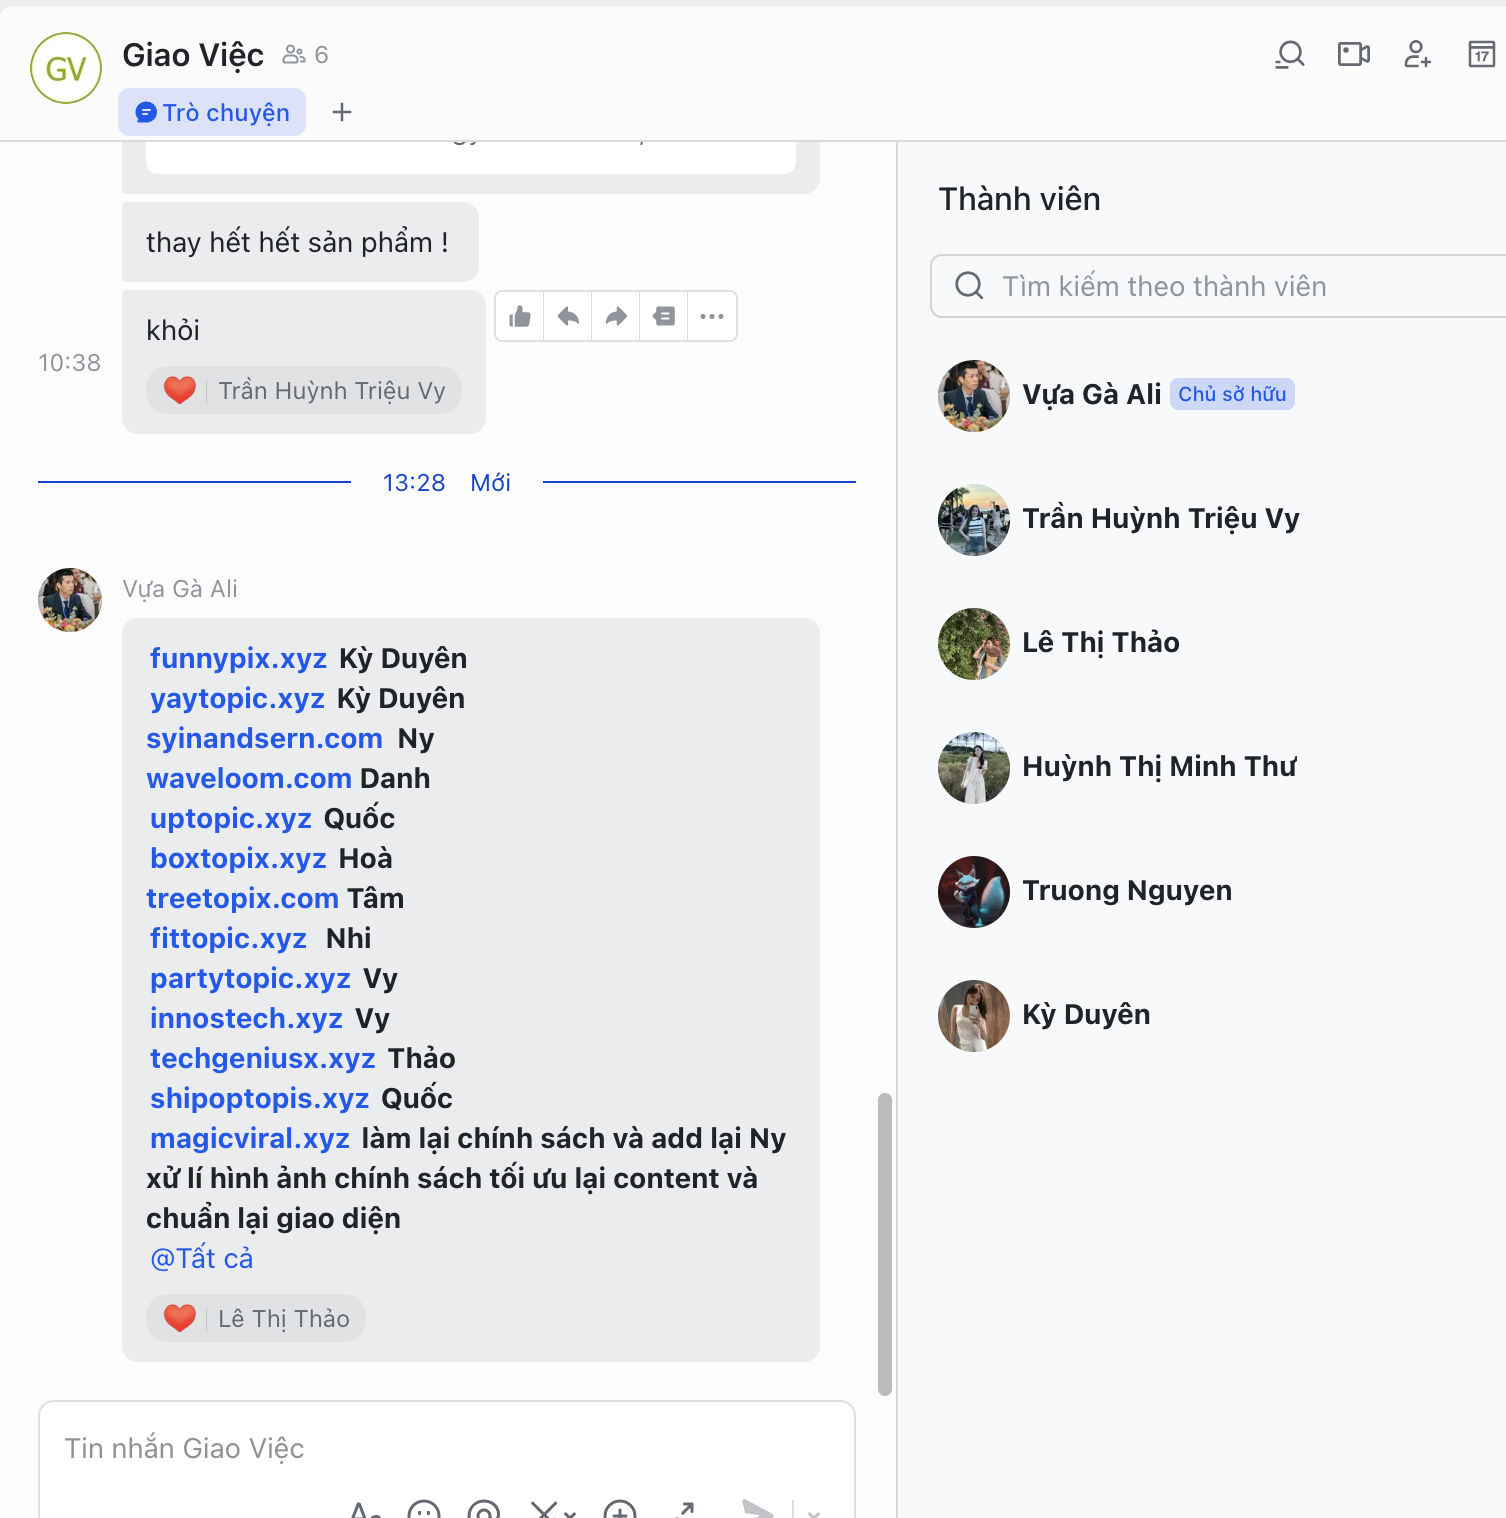 GV
Giao Việc 6
17
Trò chuyện +
thay hết hết sản phẩm !
khỏi
10:38
Trần Huỳnh Triệu Vy
13:28 Mới
Vựa Gà Ali
funnypix.xyz Kỳ Duyên
yaytopic.xyz Kỳ Duyên
syinandsern.com Ny
waveloom.com Danh
uptopic.xyz Quốc
boxtopix.xyz Hoà
treetopix.com Tâm
fittopic.xyz Nhi
partytopic.xyz Vy
innostech.xyz Vy
techgeniusx.xyz Thảo
shipoptopis.xyz Quốc
magicviral.xyz làm lại chính sách và add lại Ny
xử lí hình ảnh chính sách tối ưu lại content và
chuẩn lại giao diện
@Tất cả
Lê Thị Thảo
Tin nhắn Giao Việc
Thành viên
Tìm kiếm theo thành viên
Vựa Gà Ali Chủ sở hữu
Trần Huỳnh Triệu Vy
Lê Thị Thảo
Huỳnh Thị Minh Thư
Truong Nguyen
Kỳ Duyên